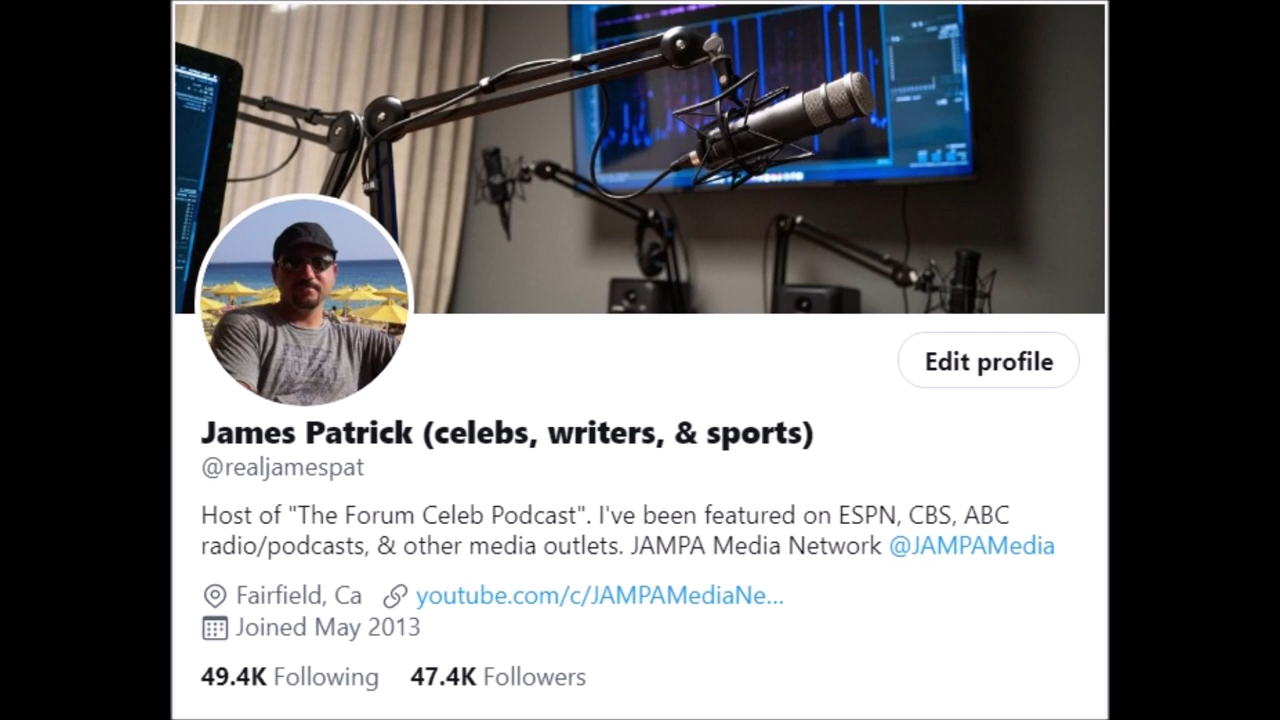 Edit profile
James Patrick (celebs, writers, & sports)
@realjamespat
Host of "The Forum Celeb Podcast". I've been featured on ESPN, CBS, ABC
radio/podcasts, & other media outlets. JAMPA Media Network @JAMPAMedia
Fairfield, Ca youtube.com/c/JAMPAMediaNe...
Joined May 2013
49.4K Following 47.4K Followers